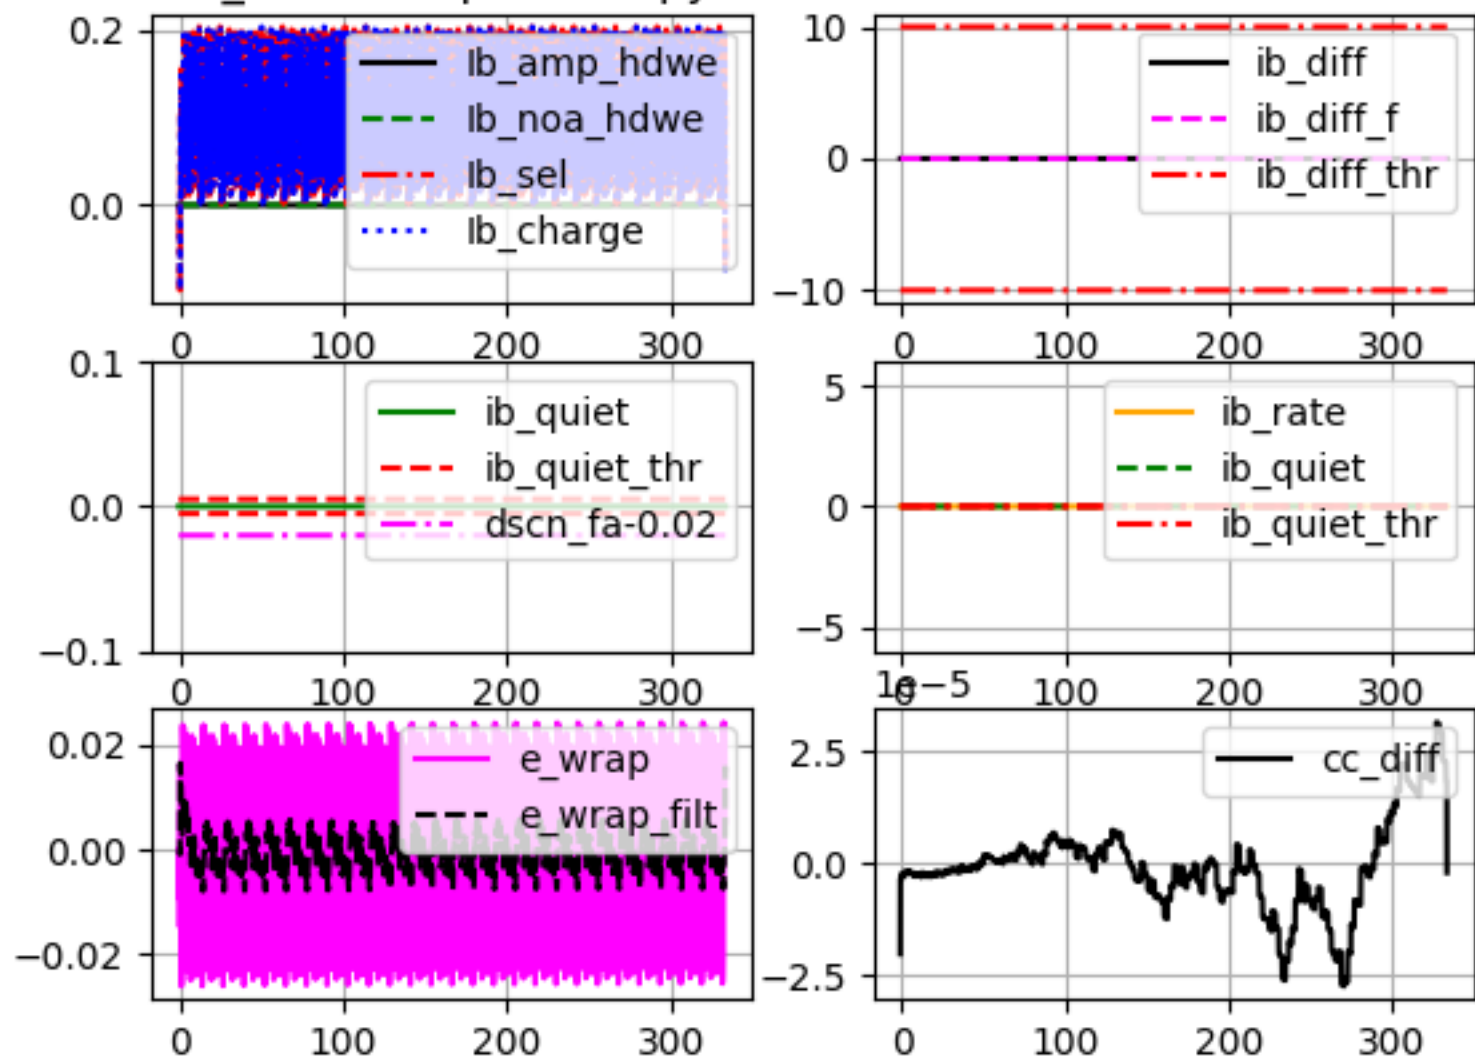 0.2
0.0
0 100 200 300
Ib_amp_hdwe
Ib_noa_hdwe
Ib_sel
Ib_charge
10
0
−10
0 100 200 300
ib_diff
ib_diff_f
ib_diff_thr
0.1
0.0
−0.1
0 100 200 300
ib_quiet
ib_quiet_thr
dscn_fa-0.02
5
0
−5
0 100 200 300
ib_rate
ib_quiet
ib_quiet_thr
0.02
0.00
−0.02
0 100 200 300
e_wrap
e_wrap_filt
1e−5
2.5
0.0
−2.5
0 100 200 300
cc_diff